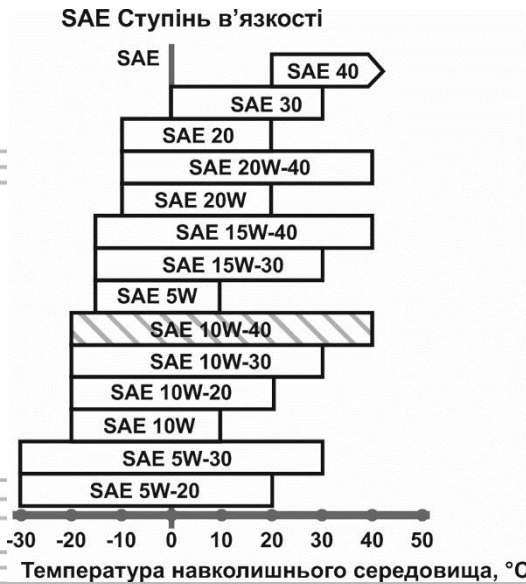 SAE Ступінь в’язкості
SAE
SAE 40
SAE 30
SAE 20
SAE 20W-40
SAE 20W
SAE 15W-40
SAE 15W-30
SAE 5W
SAE 10W-40
SAE 10W-30
SAE 10W-20
SAE 10W
SAE 5W-30
SAE 5W-20
-30 -20 -10 0 10 20 30 40 50
Температура навколишнього середовища, °C